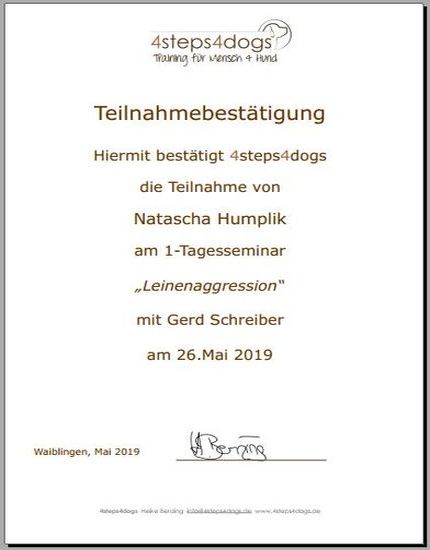 4steps4dogs
Training für Mensch & Hund
Teilnahmebestätigung
Hiermit bestätigt 4steps4dogs
die Teilnahme von
Natascha Humplik
am 1-Tagesseminar
„Leinenaggression“
mit Gerd Schreiber
am 26.Mai 2019
Waiblingen, Mai 2019
4steps4dogs Heike Berding info@4steps4dogs.de www.4steps4dogs.de